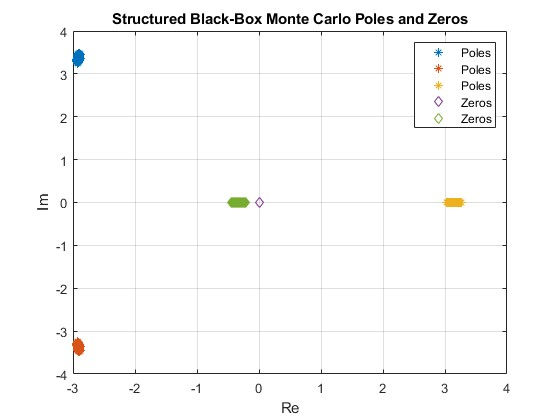 Structured Black-Box Monte Carlo Poles and Zeros
4
3
2
1
0
-1
-2
-3
-4
Im
Poles
Poles
Poles
Zeros
Zeros
-3 -2 -1 0 1 2 3 4
Re